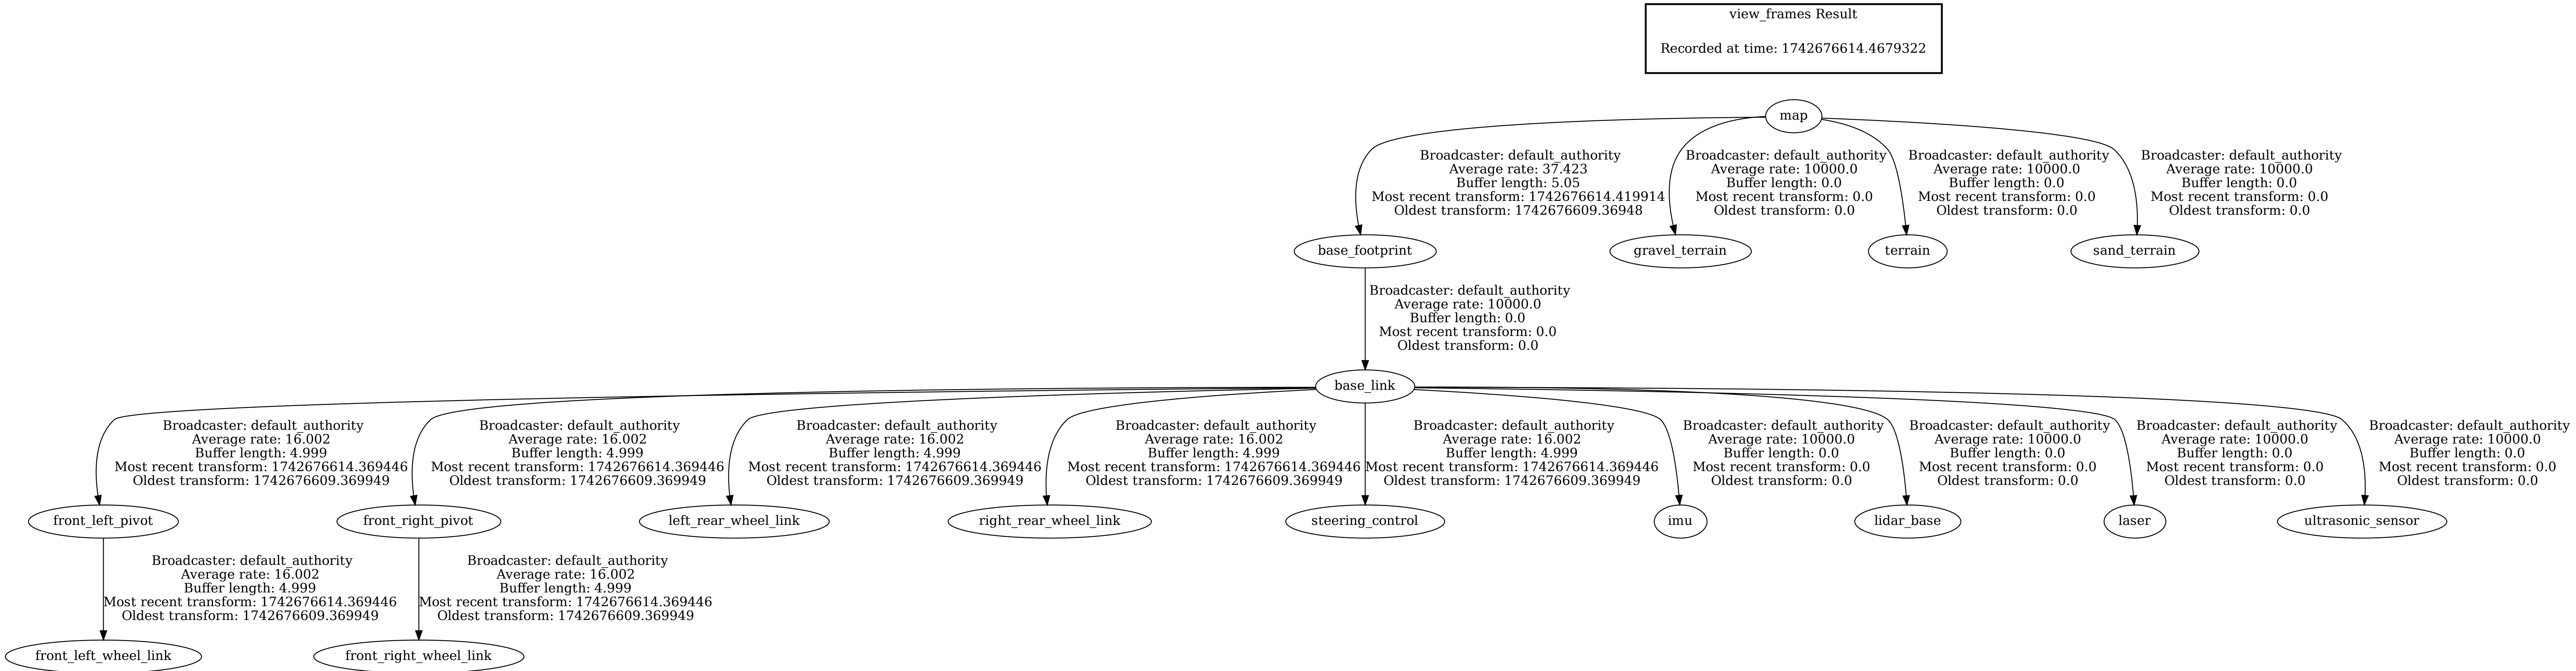 view_frames Result
Recorded at time: 1742676614.4679322
map
Broadcaster: default_authority
Average rate: 37.423
Buffer length: 5.05
Most recent transform: 1742676614.419914
Oldest transform: 1742676609.36948
Broadcaster: default_authority
Average rate: 10000.0
Buffer length: 0.0
Most recent transform: 0.0
Oldest transform: 0.0
Broadcaster: default_authority
Average rate: 10000.0
Buffer length: 0.0
Most recent transform: 0.0
Oldest transform: 0.0
Broadcaster: default_authority
Average rate: 10000.0
Buffer length: 0.0
Most recent transform: 0.0
Oldest transform: 0.0
base_footprint
gravel_terrain
terrain
sand_terrain
Broadcaster: default_authority
Average rate: 10000.0
Buffer length: 0.0
Most recent transform: 0.0
Oldest transform: 0.0
base_link
Broadcaster: default_authority
Average rate: 16.002
Buffer length: 4.999
Most recent transform: 1742676614.369446
Oldest transform: 1742676609.369949
Broadcaster: default_authority
Average rate: 16.002
Buffer length: 4.999
Most recent transform: 1742676614.369446
Oldest transform: 1742676609.369949
Broadcaster: default_authority
Average rate: 16.002
Buffer length: 4.999
Most recent transform: 1742676614.369446
Oldest transform: 1742676609.369949
Broadcaster: default_authority
Average rate: 16.002
Buffer length: 4.999
Most recent transform: 1742676614.369446
Oldest transform: 1742676609.369949
Broadcaster: default_authority
Average rate: 16.002
Buffer length: 4.999
Most recent transform: 1742676614.369446
Oldest transform: 1742676609.369949
Broadcaster: default_authority
Average rate: 10000.0
Buffer length: 0.0
Most recent transform: 0.0
Oldest transform: 0.0
Broadcaster: default_authority
Average rate: 10000.0
Buffer length: 0.0
Most recent transform: 0.0
Oldest transform: 0.0
Broadcaster: default_authority
Average rate: 10000.0
Buffer length: 0.0
Most recent transform: 0.0
Oldest transform: 0.0
Broadcaster: default_authority
Average rate: 10000.0
Buffer length: 0.0
Most recent transform: 0.0
Oldest transform: 0.0
front_left_pivot
front_right_pivot
left_rear_wheel_link
right_rear_wheel_link
steering_control
imu
lidar_base
laser
ultrasonic_sensor
Broadcaster: default_authority
Average rate: 16.002
Buffer length: 4.999
Most recent transform: 1742676614.369446
Oldest transform: 1742676609.369949
Broadcaster: default_authority
Average rate: 16.002
Buffer length: 4.999
Most recent transform: 1742676614.369446
Oldest transform: 1742676609.369949
front_left_wheel_link
front_right_wheel_link